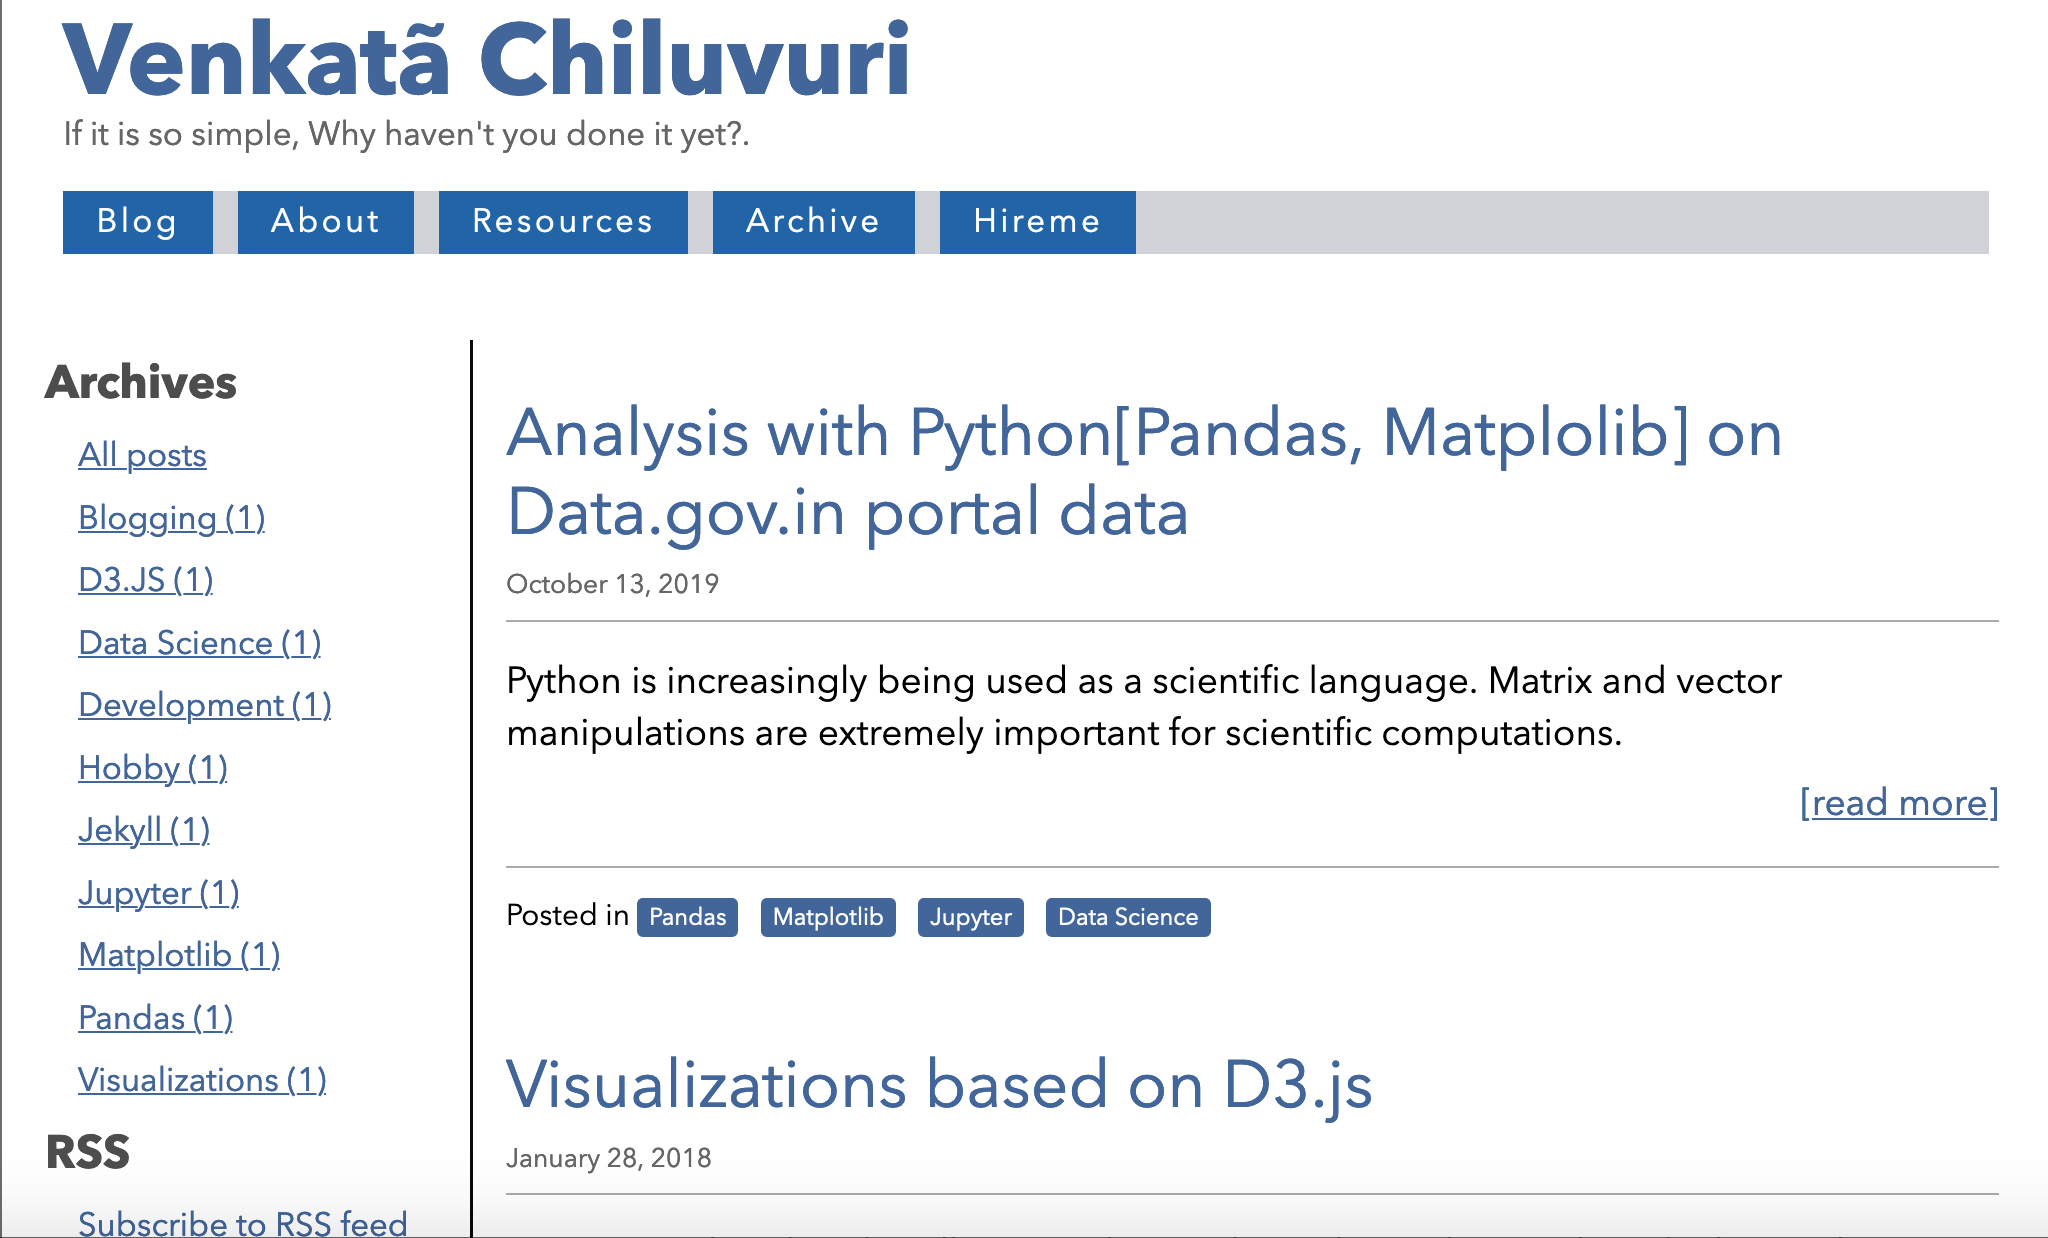 Venkatã Chiluvuri
If it is so simple, Why haven't you done it yet?.
Blog About Resources Archive Hireme
Archives
All posts
Blogging (1)
D3.JS (1)
Data Science (1)
Development (1)
Hobby (1)
Jekyll (1)
Jupyter (1)
Matplotlib (1)
Pandas (1)
Visualizations (1)
RSS
Subscribe to RSS feed
Analysis with Python[Pandas, Matplolib] on
Data.gov.in portal data
October 13, 2019
Python is increasingly being used as a scientific language. Matrix and vector
manipulations are extremely important for scientific computations.
[read more]
Posted in Pandas Matplotlib Jupyter Data Science
Visualizations based on D3.js
January 28, 2018